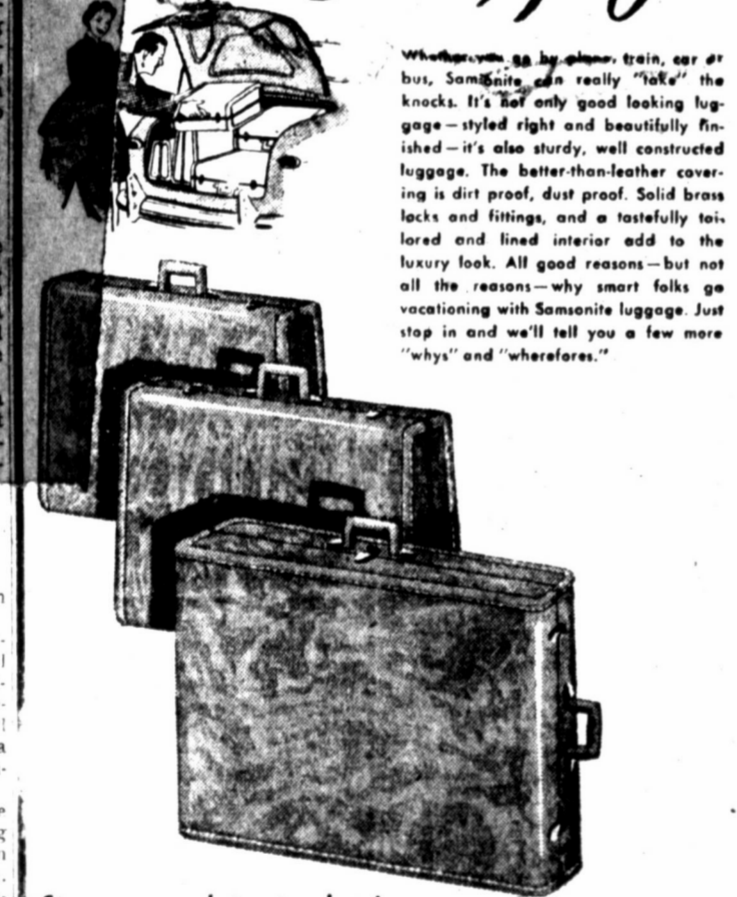 Whether you go by plane, train, car or
bus, Samsonite can really "take" the
knocks. It's not only good looking lug-
gage—styled right and beautifully fin-
ished—it's also sturdy, well constructed
luggage. The better-than-leather cover-
ing is dirt proof, dust proof. Solid brass
locks and fittings, and a tastefully tai-
lored and lined interior add to the
luxury look. All good reasons—but not
all the reasons—why smart folks go
vacationing with Samsonite luggage. Just
stop in and we'll tell you a few more
"whys" and "wherefores."